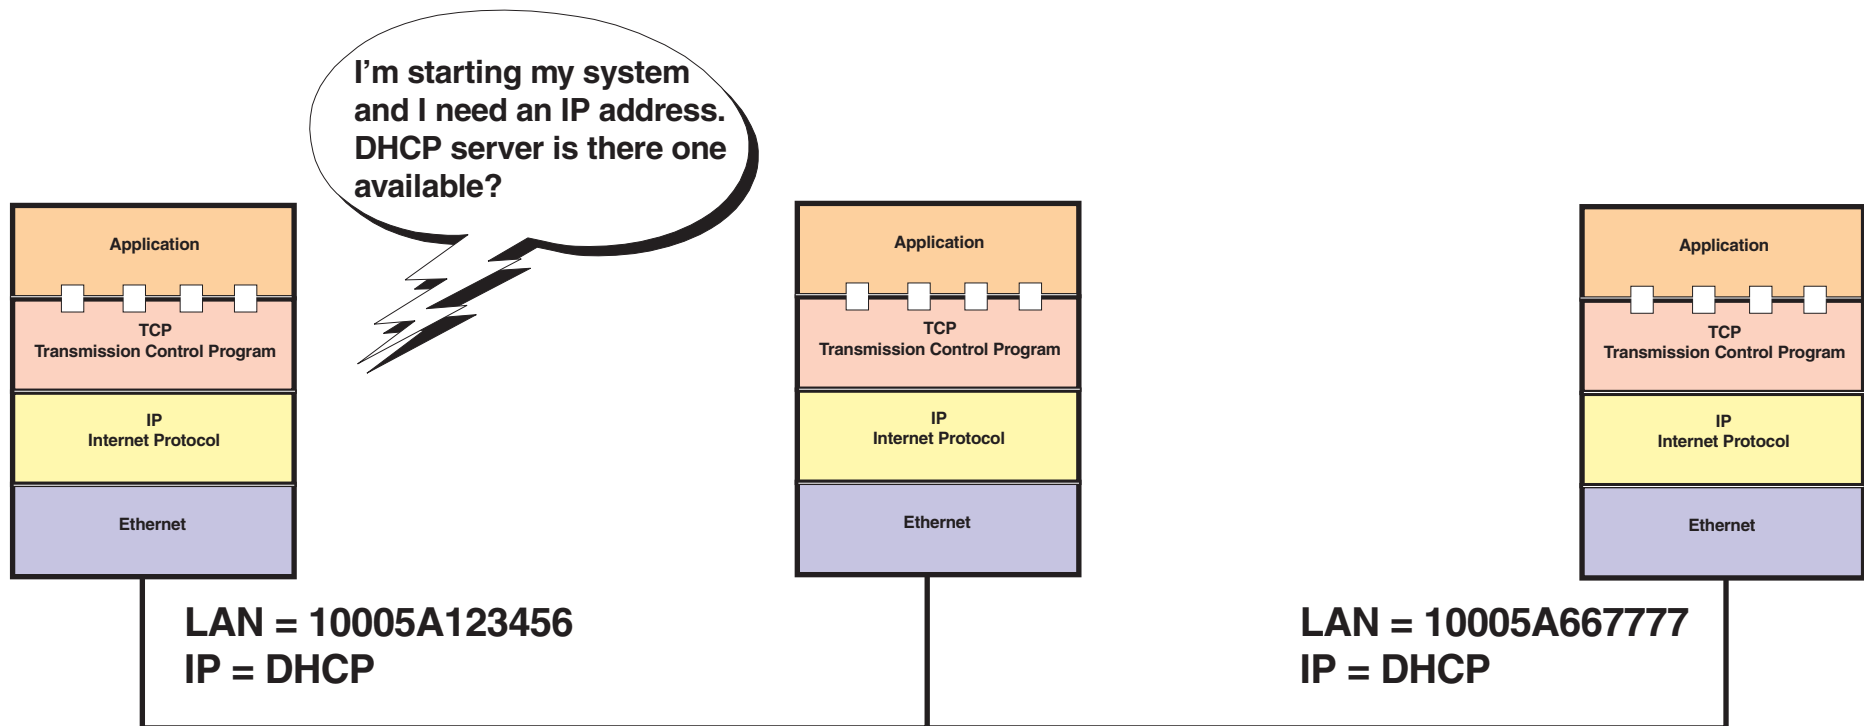 I’m starting my system
and I need an IP address.
DHCP server is there one
available?
Application
TCP
Transmission Control Program
IP
Internet Protocol
Ethernet
LAN = 10005A123456
IP = DHCP
Application
TCP
Transmission Control Program
IP
Internet Protocol
Ethernet
Application
TCP
Transmission Control Program
IP
Internet Protocol
Ethernet
LAN = 10005A667777
IP = DHCP